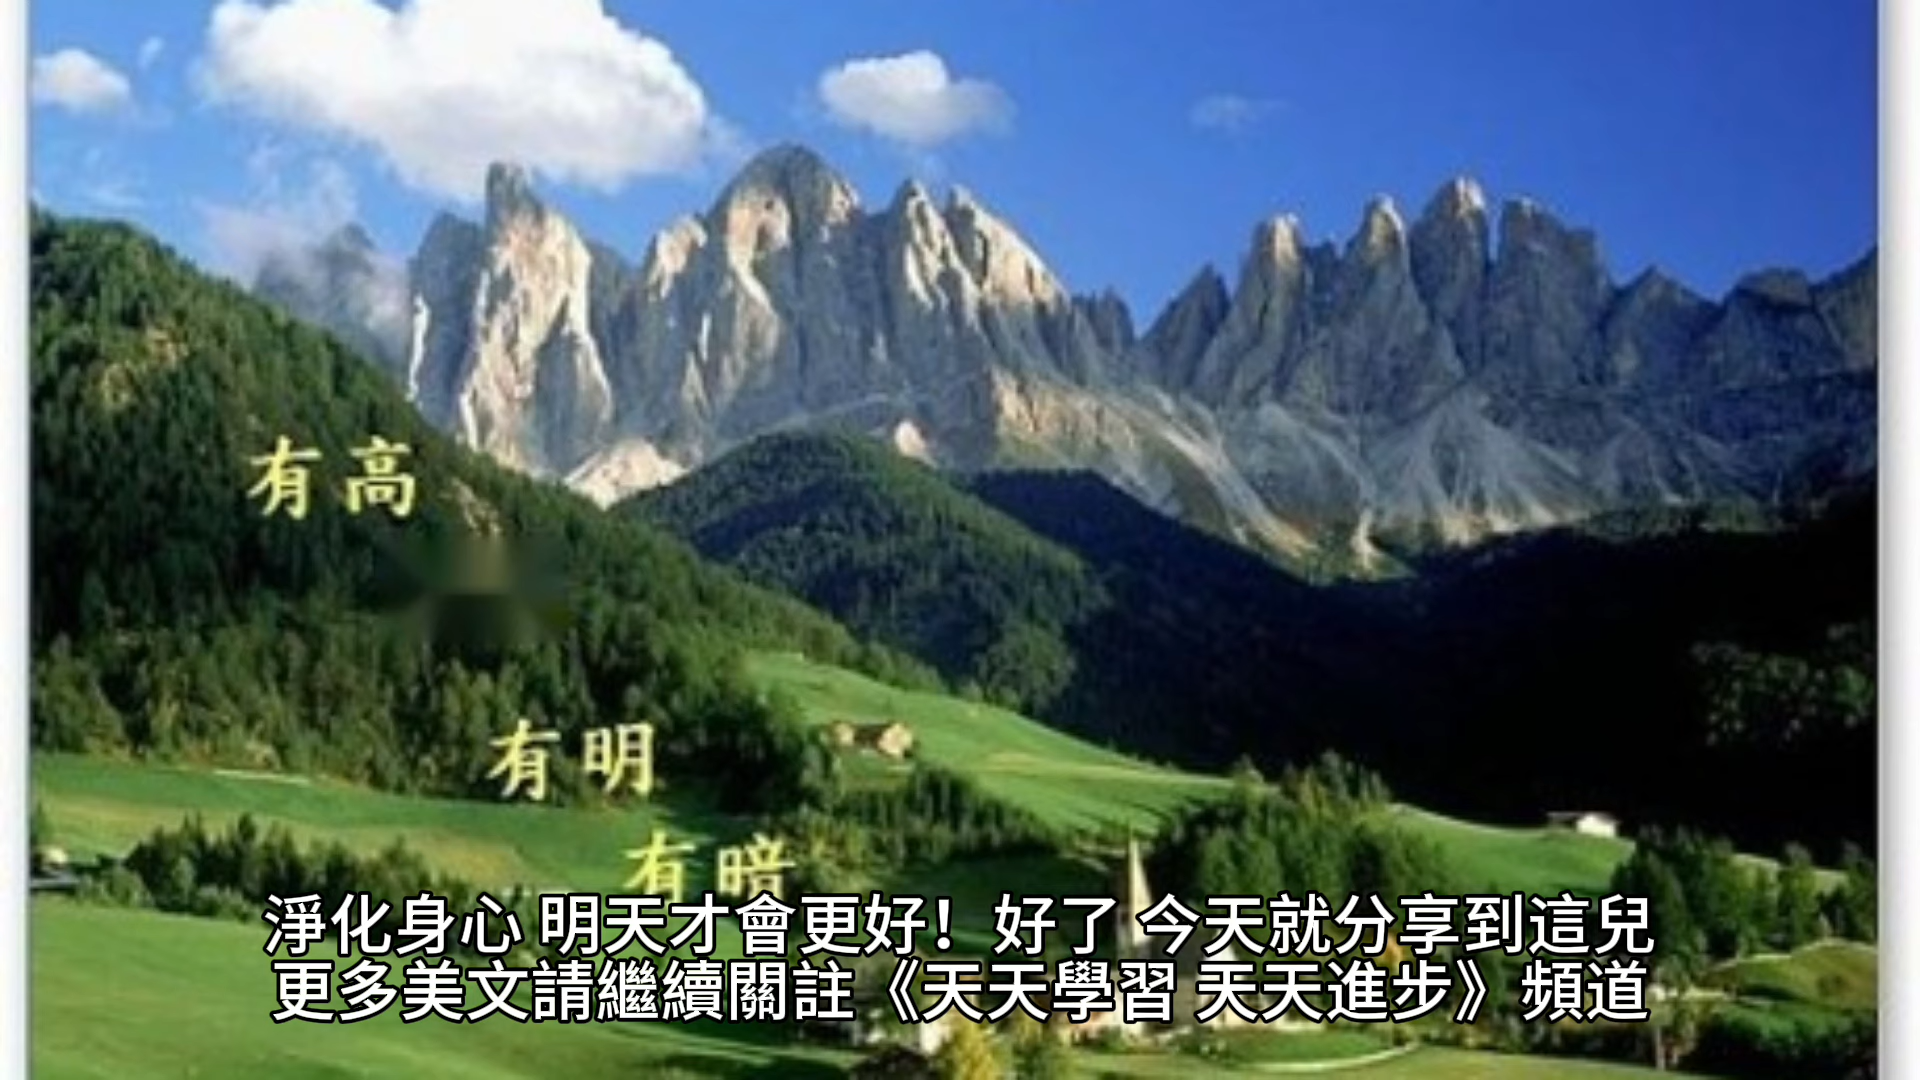 有高
有明
有暗
淨化身心 明天才會更好！好了 今天就分享到這兒
更多美文請繼續關註《天天學習 天天進步》頻道